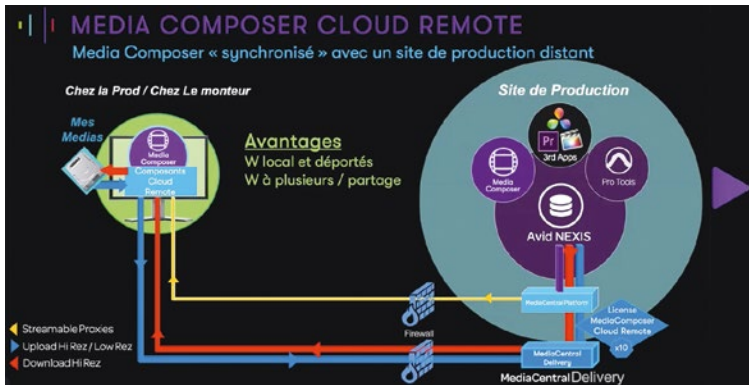 MEDIA COMPOSER CLOUD REMOTE
Media Composer « synchronisé » avec un site de production distant
Chez la Prod / Chez Le monteur
Site de Production
Mes
Medias
Media
Composer
Composants
Cloud
Remote
Avantages
W local et déportés
W à plusieurs / partage
Pr
3rd Apps
Media
Composer
Pro Tools
Avid NEXIS
MediaCentralPlatform
License
MediaComposer
Cloud Remote
x10
Firewall
Streamable Proxies
Upload Hi Rez / Low Rez
Download Hi Rez
MediaCentral
Delivery
MediaCentral Delivery